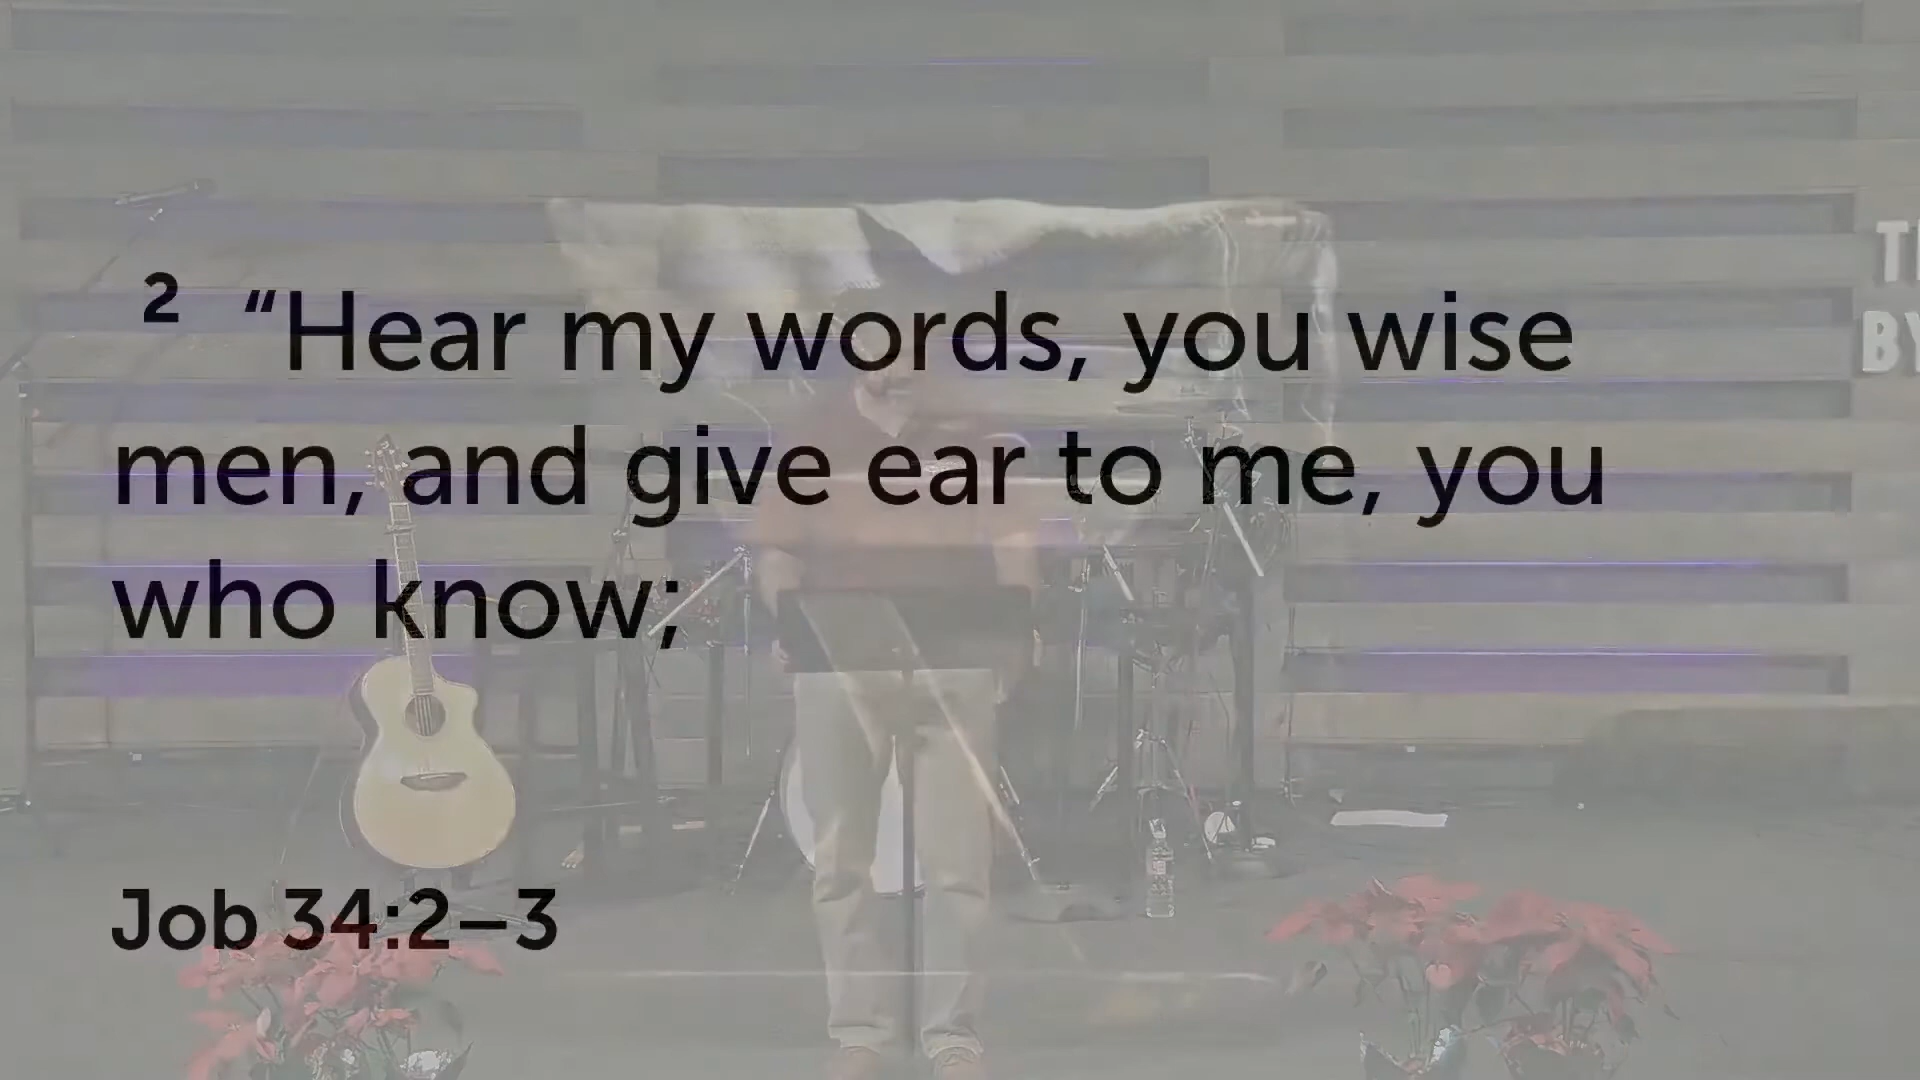 2 “Hear my words, you wise
men, and give ear to me, you
who know;
Job 34:2–3